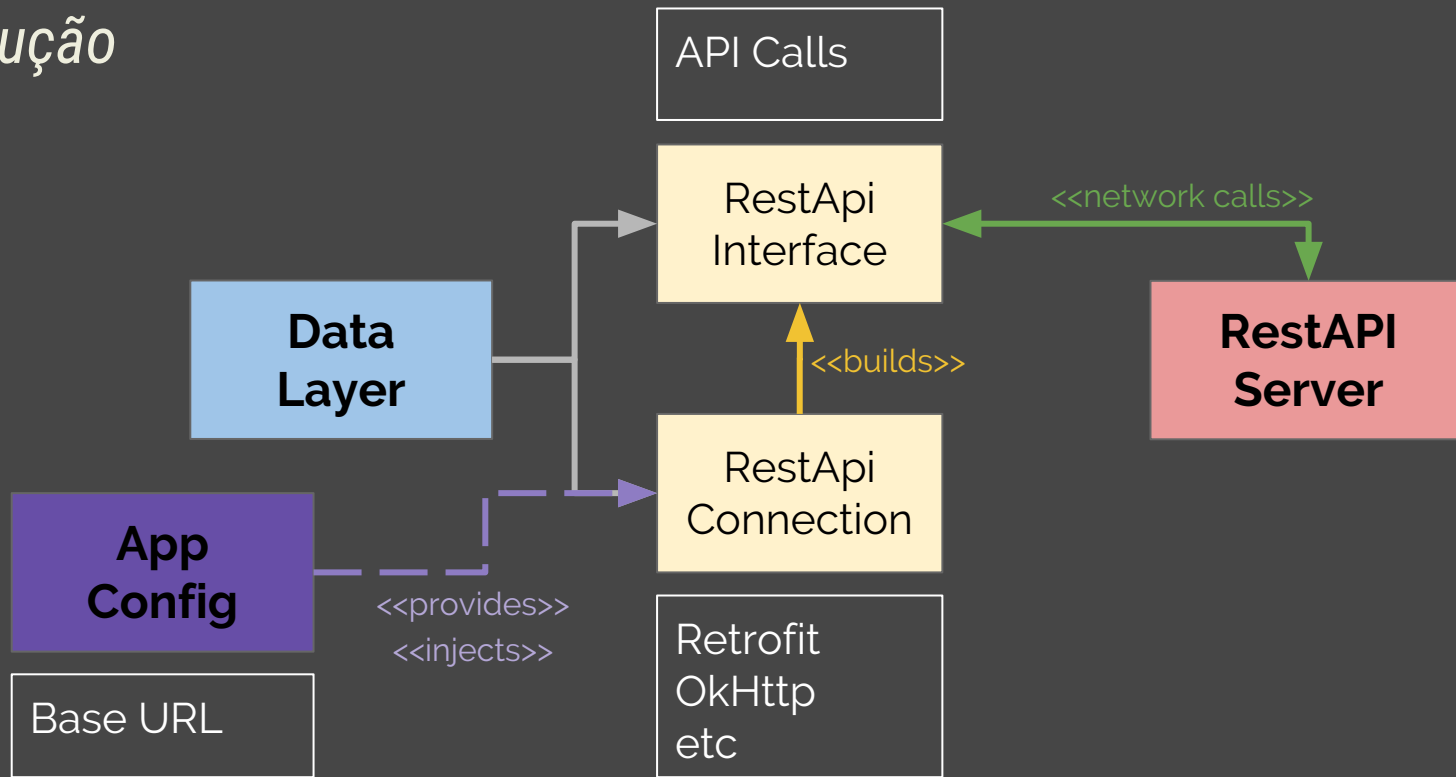 ução
API Calls
RestApi
Interface
<<network calls>>
Data
Layer
<<builds>>
RestAPI
Server
RestApi
Connection
App
Config
<<provides>>
<<injects>>
Base URL
Retrofit
OkHttp
etc